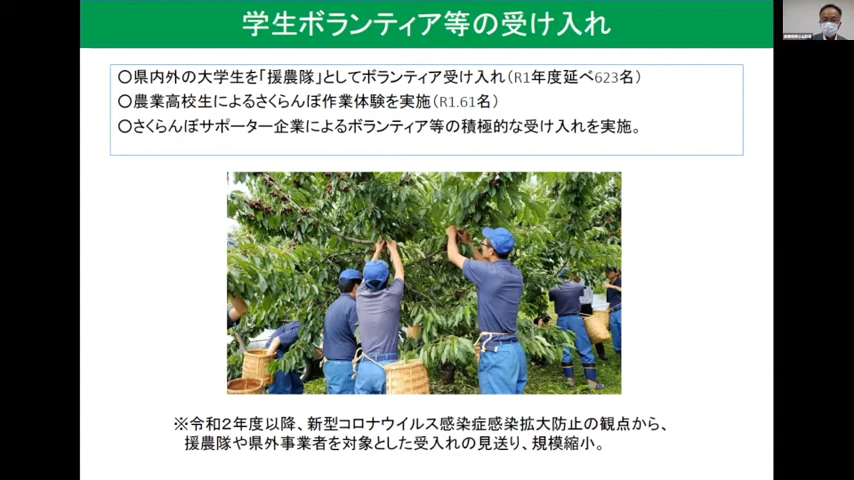 学生ボランティア等の受け入れ
○県内外の大学生を「援農隊」としてボランティア受け入れ(R1年度延べ623名)
○農業高校生によるさくらんぼ作業体験を実施(R1.61名)
○さくらんぼサポーター企業によるボランティア等の積極的な受け入れを実施。
※令和2年度以降、新型コロナウイルス感染症感染拡大防止の観点から、
援農隊や県外事業者を対象とした受入れの見送り、規模縮小。